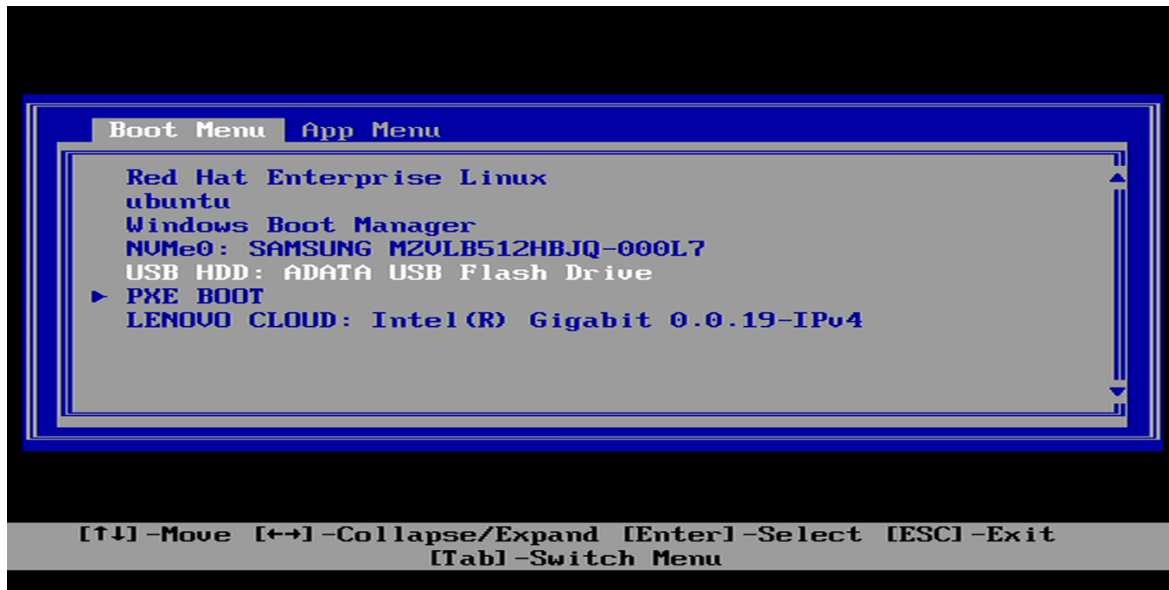 Boot Menu App Menu
Red Hat Enterprise Linux
ubuntu
Windows Boot Manager
NVMe0: SAMSUNG MZVLB512HBJQ-000L7
USB HDD: ADATA USB Flash Drive
► PXE BOOT
LENOVO CLOUD: Intel(R) Gigabit 0.0.19-IPv4
[↑↓]-Move [←→]-Collapse/Expand [Enter]-Select [ESC]-Exit
[Tab]-Switch Menu